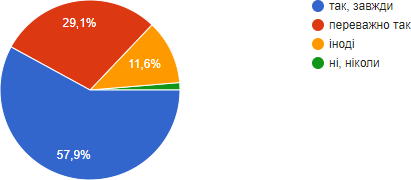 так, завжди
переважно так
іноді
ні, ніколи
29,1%
11,6%
57,9%